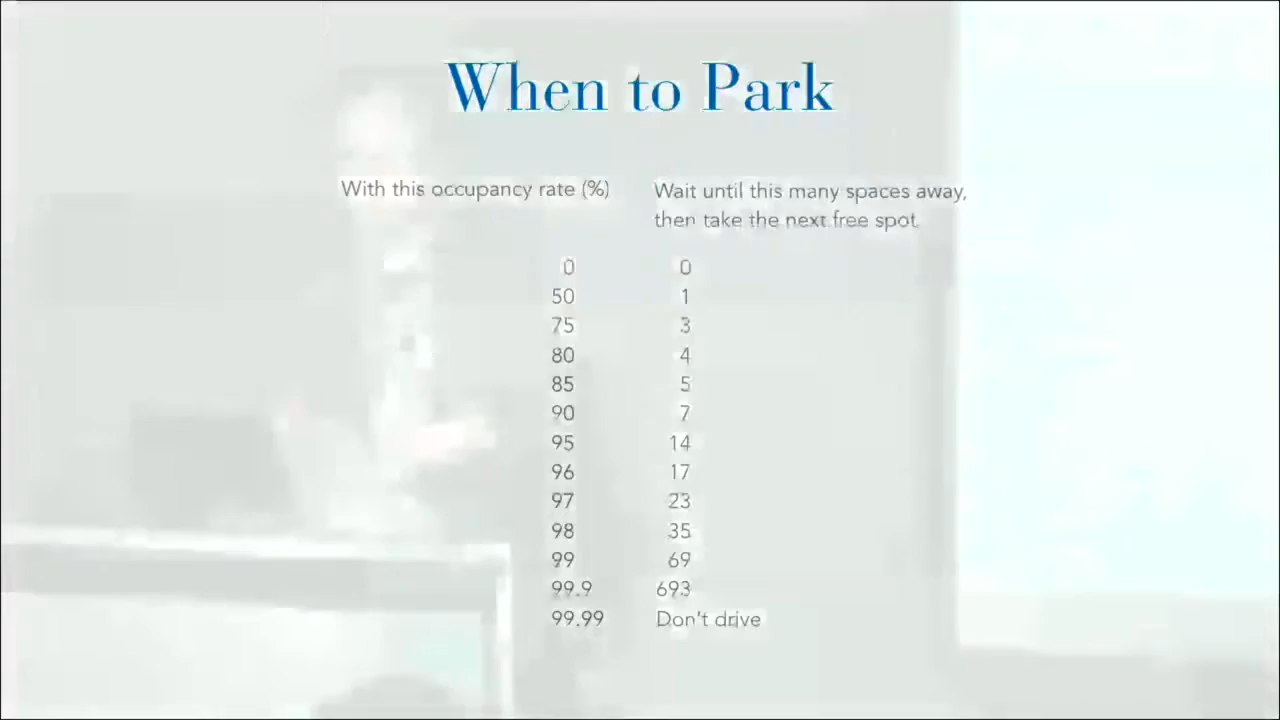 When to Park
With this occupancy rate (%)
Wait until this many spaces away,
then take the next free spot.
0 0
50 1
75 3
80 4
85 5
90 7
95 14
96 17
97 23
98 35
99 69
99.9 693
99.99 Don't drive